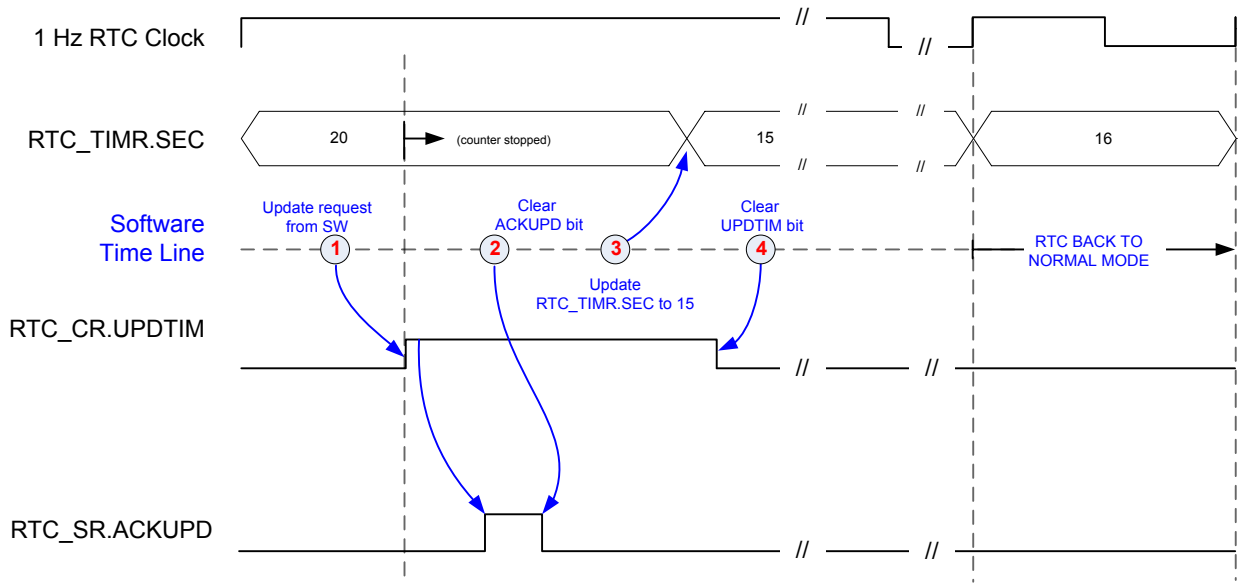 1 Hz RTC Clock
//
//
RTC_TIMR.SEC
20
(counter stopped)
//
//
15
//
//
16
Software
Time Line
Update request
from SW
1
Clear
ACKUPD bit
2
3
Update
RTC_TIMR.SEC to 15
Clear
UPDTIM bit
4
RTC BACK TO
NORMAL MODE
RTC_CR.UPDTIM
//
//
RTC_SR.ACKUPD
//
//